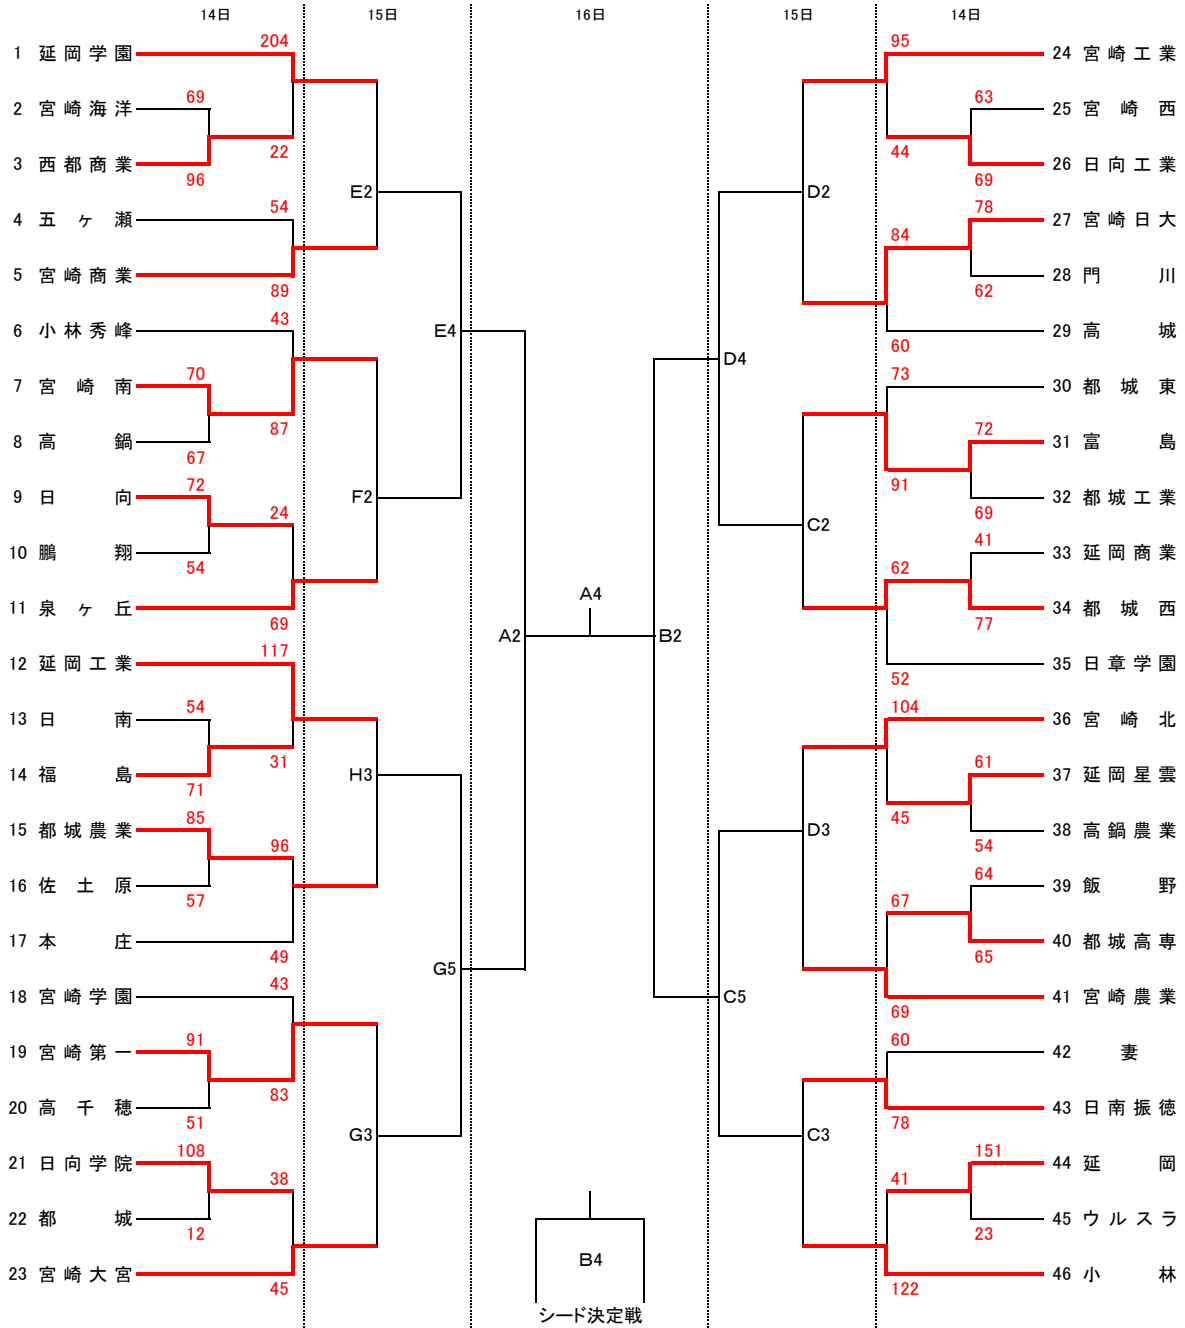 14日 15日 16日 15日 14日
204 95
1 延岡学園 24 宮崎工業
69 63
2 宮崎海洋 25 宮崎西
22 44
3 西都商業 26 日向工業
96 69
E2 D2
54 78
4 五ヶ瀬 27 宮崎日大
84
5 宮崎商業 28 門川
89 62
43
6 小林秀峰 E4 29 高城
60
D4
70 73
7 宮崎南 30 都城東
87 72
8 高鍋 31 富島
67 91
72
9 日向 F2 32 都城工業
24 69
C2
41
10 鵬翔 33 延岡商業
54 62
A4
11 泉ヶ丘 34 都城西
69 77
A2 B2
117
12 延岡工業 35 日章学園
52
54 104
13 日南 36 宮崎北
31 61
14 福島 H3 37 延岡星雲
71 45
85
15 都城農業 D3 38 高鍋農業
96 54
64
16 佐土原 39 飯野
57 67
17 本庄 40 都城高専
49 65
G5
43
18 宮崎学園 C5 41 宮崎農業
69
91 60
19 宮崎第一 42 妻
83
20 高千穂 43 日南振徳
51 78
G3 C3
108 151
21 日向学院 44 延岡
38 41
22 都城 45 ウルスラ
12 23
B4
23 宮崎大宮 46 小林
45 122
シード決定戦